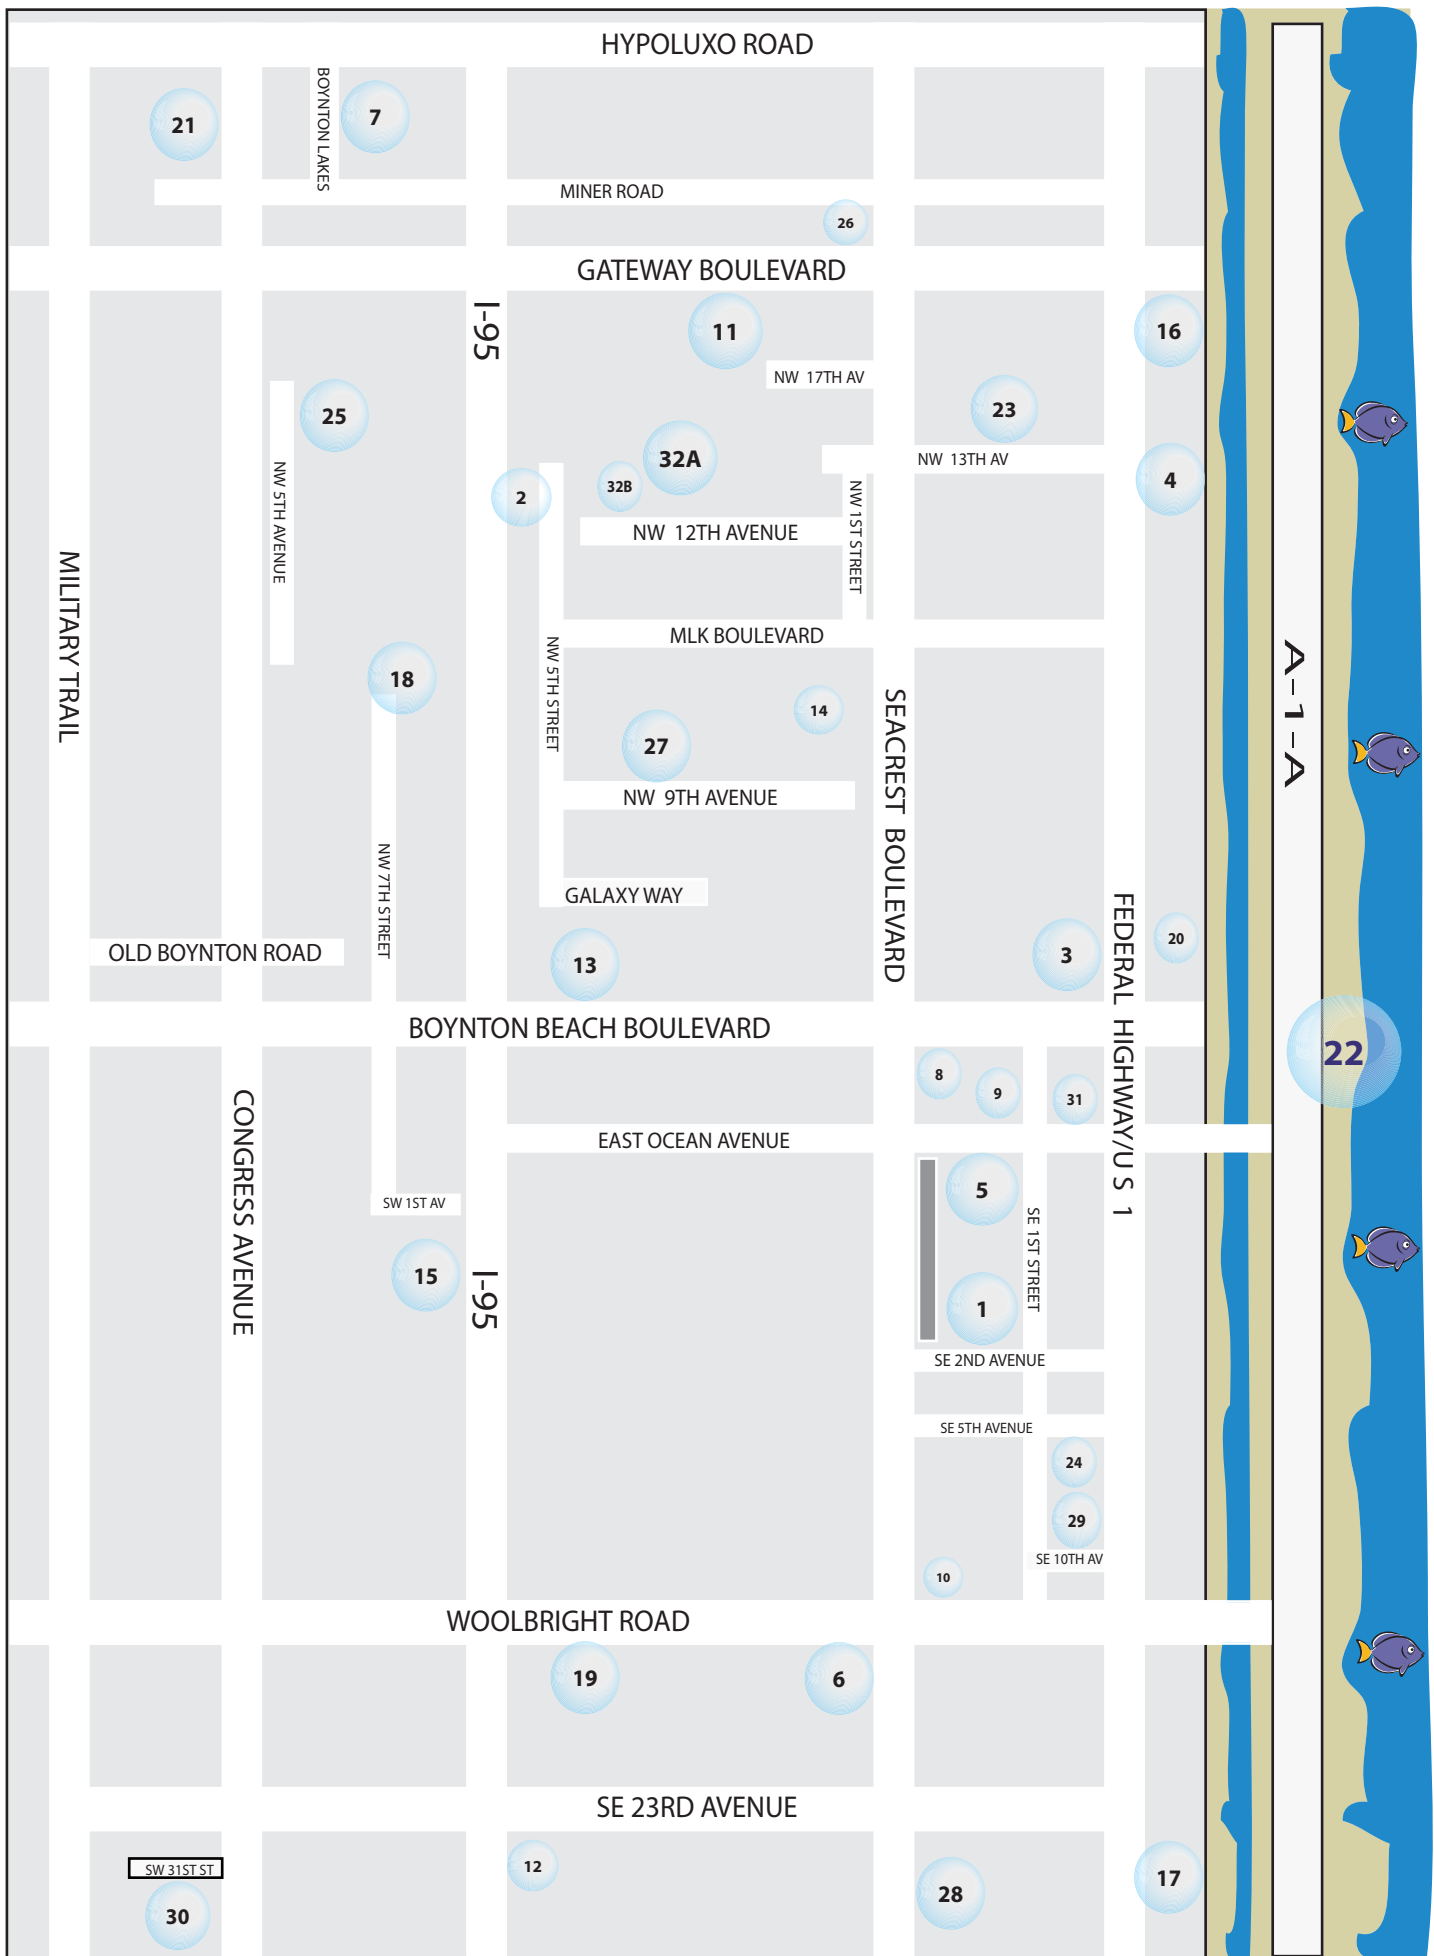 HYPOLUXO ROAD
BOYNTON LAKES
21
7
MINER ROAD
26
GATEWAY BOULEVARD
I-95
11
16
NW 17TH AV
25
23
32A
NW 13TH AV
32B
2
4
NW 5TH AVENUE
NW 1ST STREET
NW 12TH AVENUE
MILITARY TRAIL
MLK BOULEVARD
A-1-A
18
NW 5TH STREET
14
27
SEACREST BOULEVARD
NW 9TH AVENUE
NW 7TH STREET
GALAXY WAY
FEDERAL HIGHWAY/U S 1
20
OLD BOYNTON ROAD
3
13
BOYNTON BEACH BOULEVARD
22
8
9
31
CONGRESS AVENUE
EAST OCEAN AVENUE
5
SW 1ST AV
SE 1ST STREET
15
I-95
1
SE 2ND AVENUE
SE 5TH AVENUE
24
29
SE 10TH AV
10
WOOLBRIGHT ROAD
19
6
SE 23RD AVENUE
12
SW 31ST ST
17
28
30